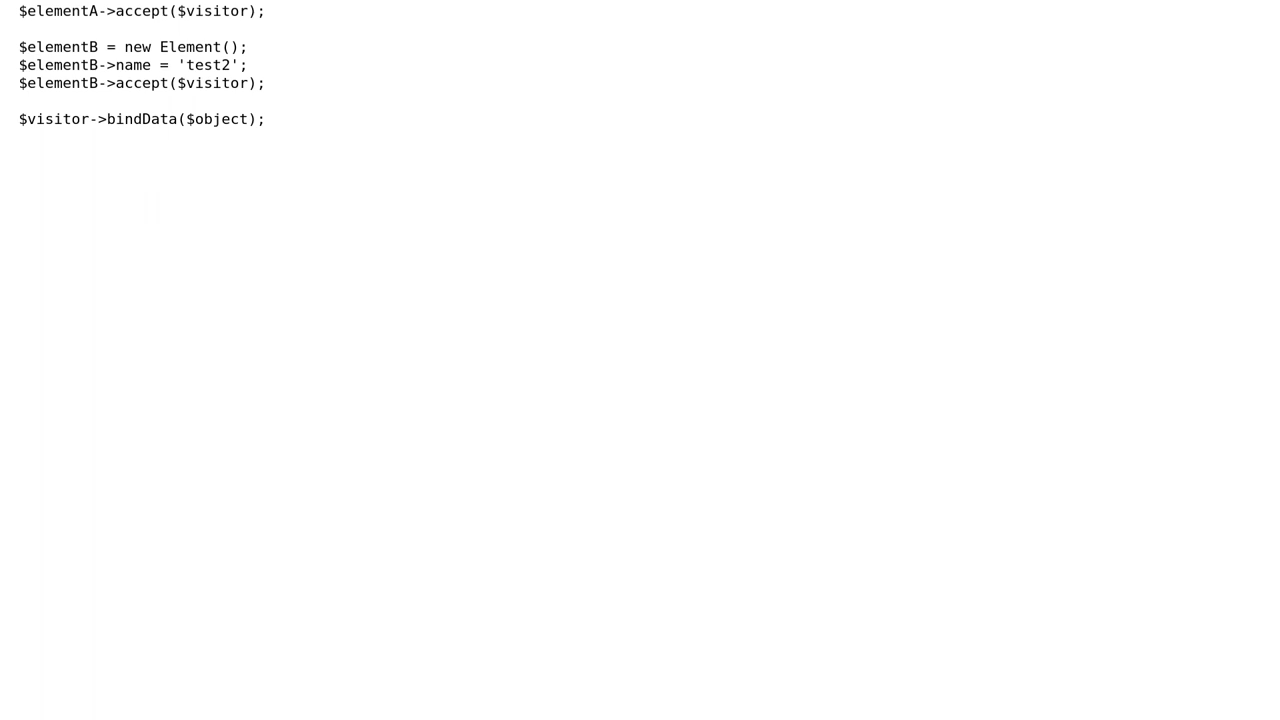 $elementA->accept($visitor);
$elementB = new Element();
$elementB->name = 'test2';
$elementB->accept($visitor);
$visitor->bindData($object);